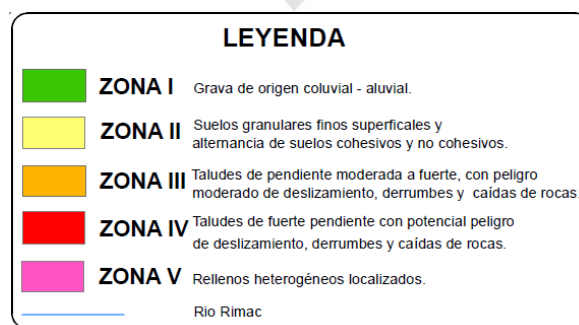 LEYENDA
ZONA I Grava de origen coluvial - aluvial.
ZONA II Suelos granulares finos superficales y
alternancia de suelos cohesivos y no cohesivos.
ZONA III Taludes de pendiente moderada a fuerte, con peligro
moderado de deslizamiento, derrumbes y caídas de rocas.
ZONA IV Taludes de fuerte pendiente con potencial peligro
de deslizamiento, derrumbes y caídas de rocas.
ZONA V Rellenos heterogéneos localizados.
Rio Rimac